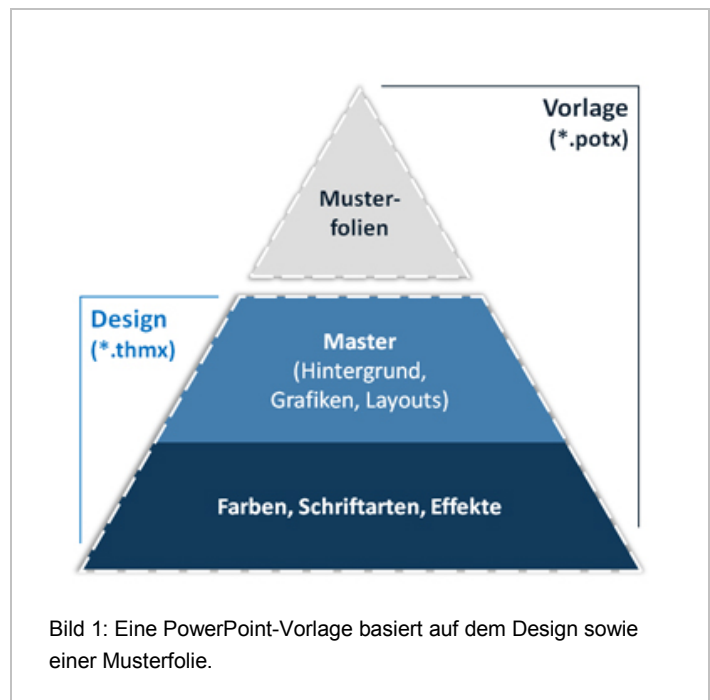 Vorlage
(*.potx)
Muster-
folien
Design
(*.thmx)
Master
(Hintergrund,
Grafiken, Layouts)
Farben, Schriftarten, Effekte
Bild 1: Eine PowerPoint-Vorlage basiert auf dem Design sowie
einer Musterfolie.